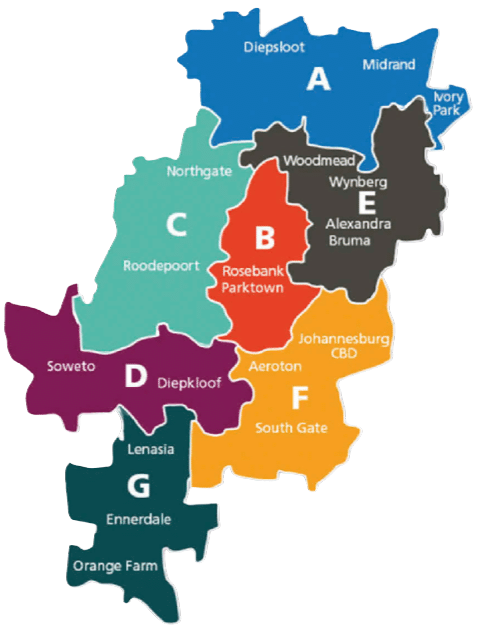 Diepsloot
Midrand
A
Ivory
Park
Woodmead
Northgate
Wynberg
E
C
Alexandra
B
Bruma
Roodepoort
Rosebank
Parktown
Johannesburg
CBD
Soweto
Aeroton
D
Diepkloof
F
South Gate
Lenasia
G
Ennerdale
Orange Farm